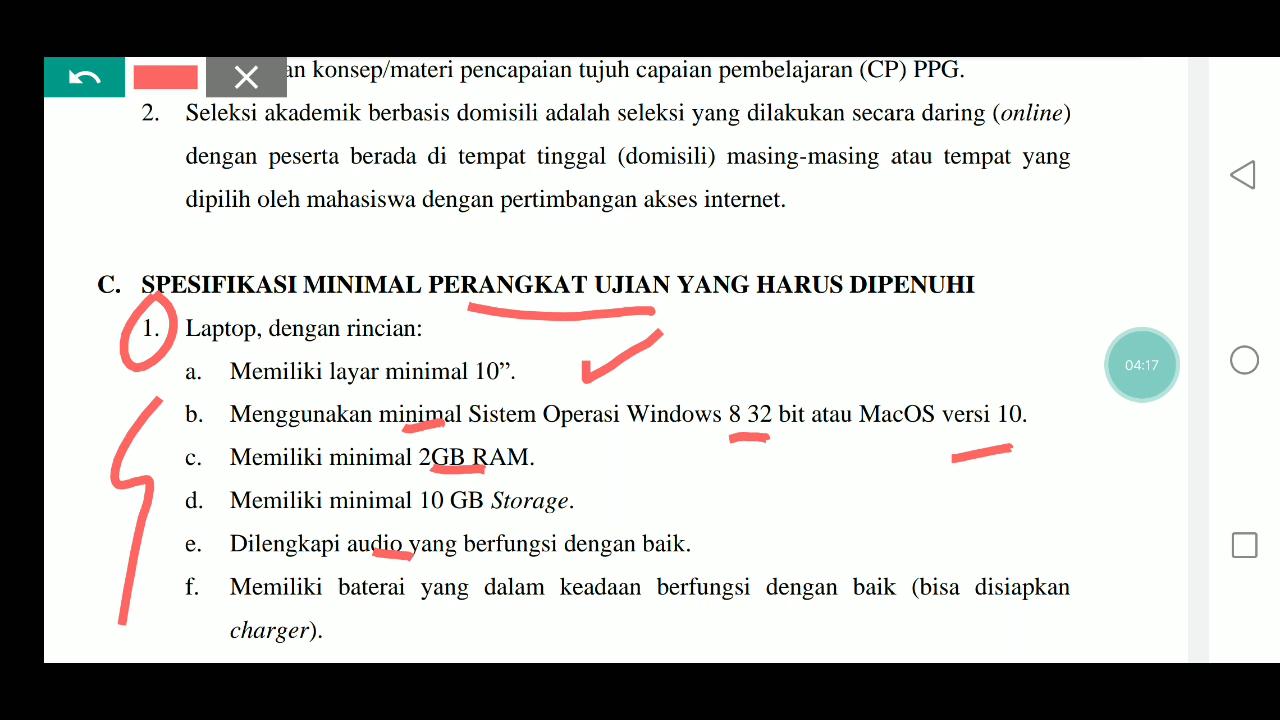 an konsep/materi pencapaian tujuh capaian pembelajaran (CP) PPG.
2. Seleksi akademik berbasis domisili adalah seleksi yang dilakukan secara daring (online)
dengan peserta berada di tempat tinggal (domisili) masing-masing atau tempat yang
dipilih oleh mahasiswa dengan pertimbangan akses internet.
C. SPESIFIKASI MINIMAL PERANGKAT UJIAN YANG HARUS DIPENUHI
1. Laptop, dengan rincian:
a. Memiliki layar minimal 10”.
04:17
b. Menggunakan minimal Sistem Operasi Windows 8 32 bit atau MacOS versi 10.
c. Memiliki minimal 2GB RAM.
d. Memiliki minimal 10 GB Storage.
e. Dilengkapi audio yang berfungsi dengan baik.
f. Memiliki baterai yang dalam keadaan berfungsi dengan baik (bisa disiapkan
charger).